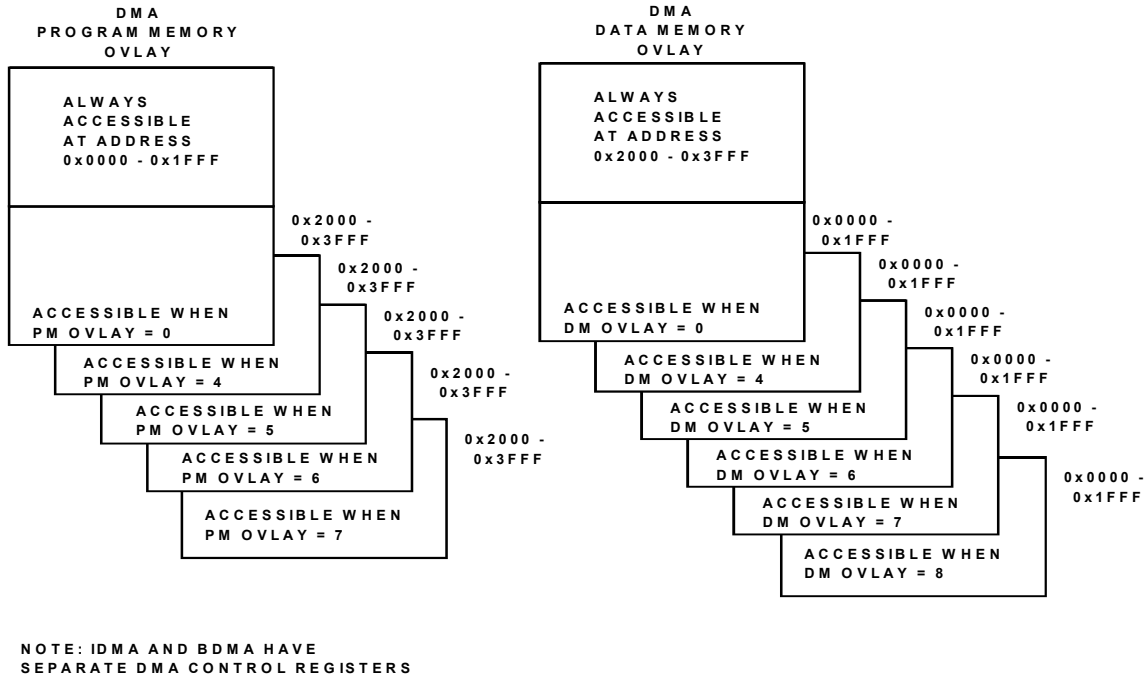 DMA
PROGRAM MEMORY
OVLAY
ALWAYS
ACCESSIBLE
AT ADDRESS
0x0000 - 0x1FFF
0x2000 -
0x3FFF
0x2000 -
0x3FFF
0x2000 -
0x3FFF
0x2000 -
0x3FFF
0x2000 -
0x3FFF
ACCESSIBLE WHEN
PM OVLAY = 0
ACCESSIBLE WHEN
PM OVLAY = 4
ACCESSIBLE WHEN
PM OVLAY = 5
ACCESSIBLE WHEN
PM OVLAY = 6
ACCESSIBLE WHEN
PM OVLAY = 7
DMA
DATA MEMORY
OVLAY
ALWAYS
ACCESSIBLE
AT ADDRESS
0x2000 - 0x3FFF
0x0000 -
0x1FFF
0x0000 -
0x1FFF
0x0000 -
0x1FFF
0x0000 -
0x1FFF
0x0000 -
0x1FFF
0x0000 -
0x1FFF
ACCESSIBLE WHEN
DM OVLAY = 0
ACCESSIBLE WHEN
DM OVLAY = 4
ACCESSIBLE WHEN
DM OVLAY = 5
ACCESSIBLE WHEN
DM OVLAY = 6
ACCESSIBLE WHEN
DM OVLAY = 7
ACCESSIBLE WHEN
DM OVLAY = 8
NOTE: IDMA AND BDMA HAVE
SEPARATE DMA CONTROL REGISTERS